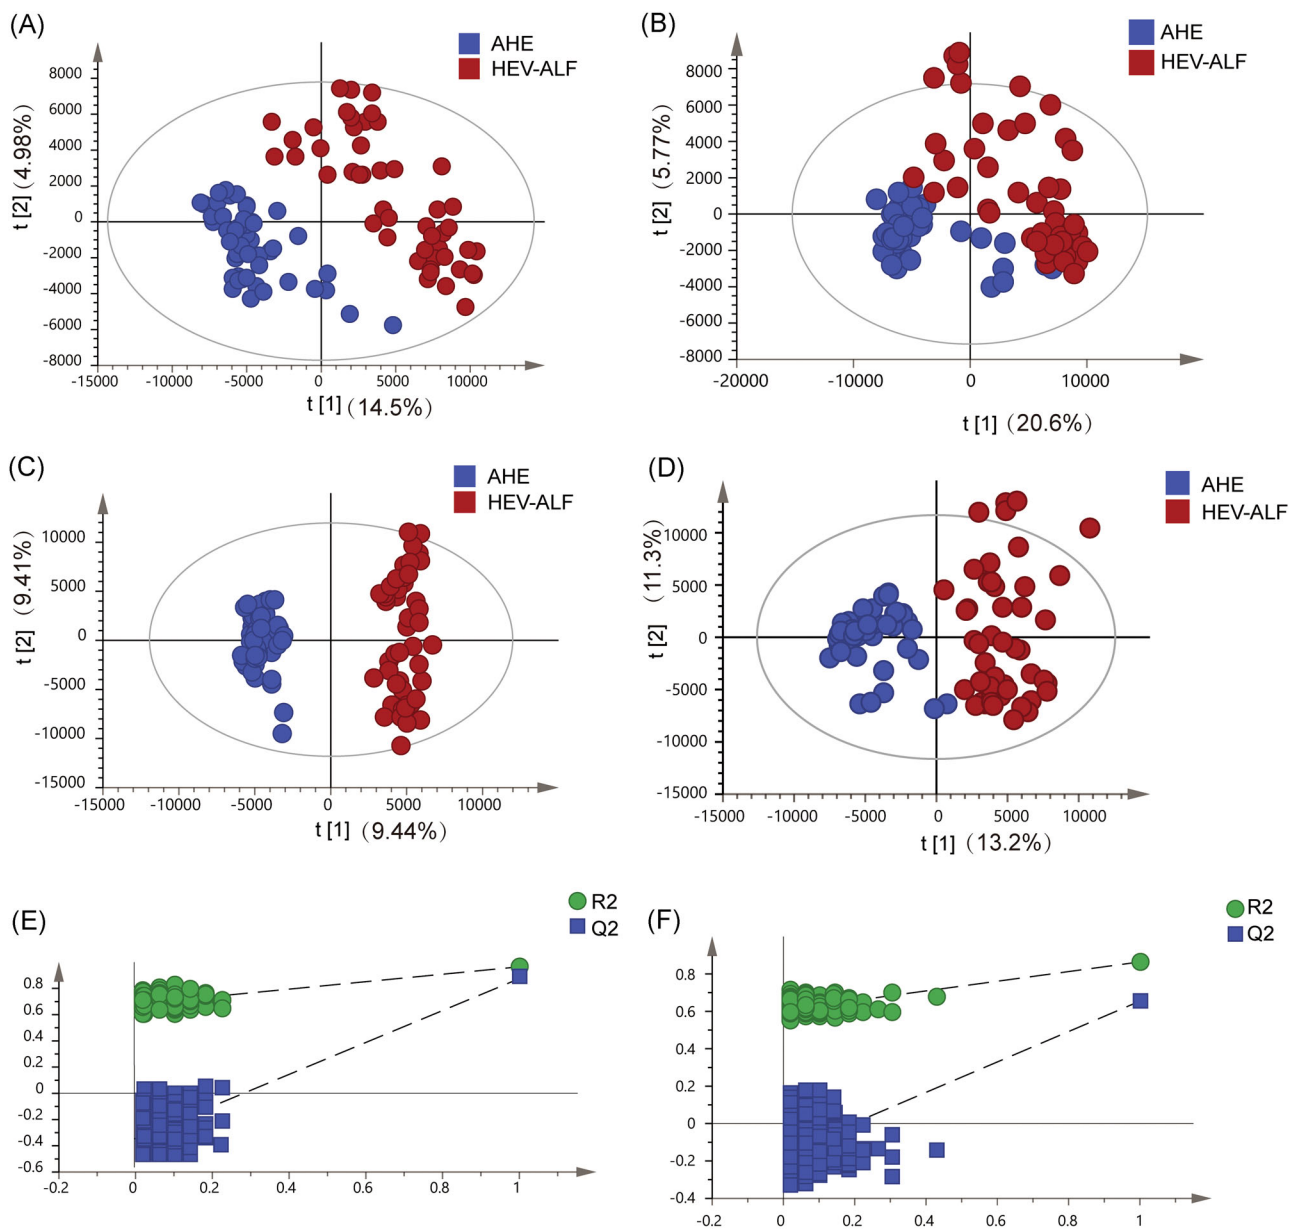 (A)
AHE
HEV-ALF
t [2] (4.98%)
8000
6000
4000
2000
0
-2000
-4000
-6000
-8000
-15000 -10000 -5000 0 5000 10000
t [1] (14.5%)
(B)
AHE
HEV-ALF
t [2] (5.77%)
8000
6000
4000
2000
0
-2000
-4000
-6000
-8000
-20000 -10000 0 10000
t [1] (20.6%)
(C)
AHE
HEV-ALF
t [2] (9.41%)
10000
5000
0
-5000
-10000
-15000
-15000 -10000 -5000 0 5000 10000
t [1] (9.44%)
(D)
AHE
HEV-ALF
t [2] (11.3%)
10000
5000
0
-5000
-10000
-15000
-15000 -10000 -5000 0 5000 10000
t [1] (13.2%)
(E)
R2
Q2
0.8
0.6
0.4
0.2
0
-0.2
-0.4
-0.6
-0.2 0 0.2 0.4 0.6 0.8 1
(F)
R2
Q2
0.8
0.6
0.4
0.2
0
-0.2
-0.4
-0.2 0 0.2 0.4 0.6 0.8 1